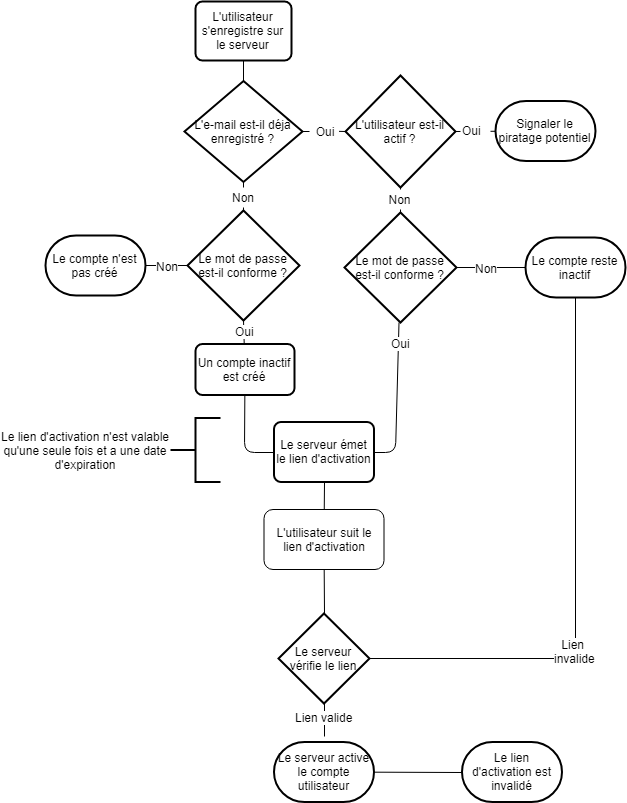 L'utilisateur
s'enregistre sur
le serveur
L'e-mail est-il déjà
enregistré ?
Oui
L'utilisateur est-il
actif ?
Oui
Signaler le
piratage potentiel
Non
Non
Le compte n'est
pas créé
Non
Le mot de passe
est-il conforme ?
Le mot de passe
est-il conforme ?
Non
Le compte reste
inactif
Oui
Oui
Un compte inactif
est créé
Le lien d'activation n'est valable
qu'une seule fois et a une date
d'expiration
Le serveur émet
le lien d'activation
L'utilisateur suit le
lien d'activation
Le serveur
vérifie le lien
Lien
invalide
Lien valide
Le serveur active
le compte
utilisateur
Le lien
d'activation est
invalidé